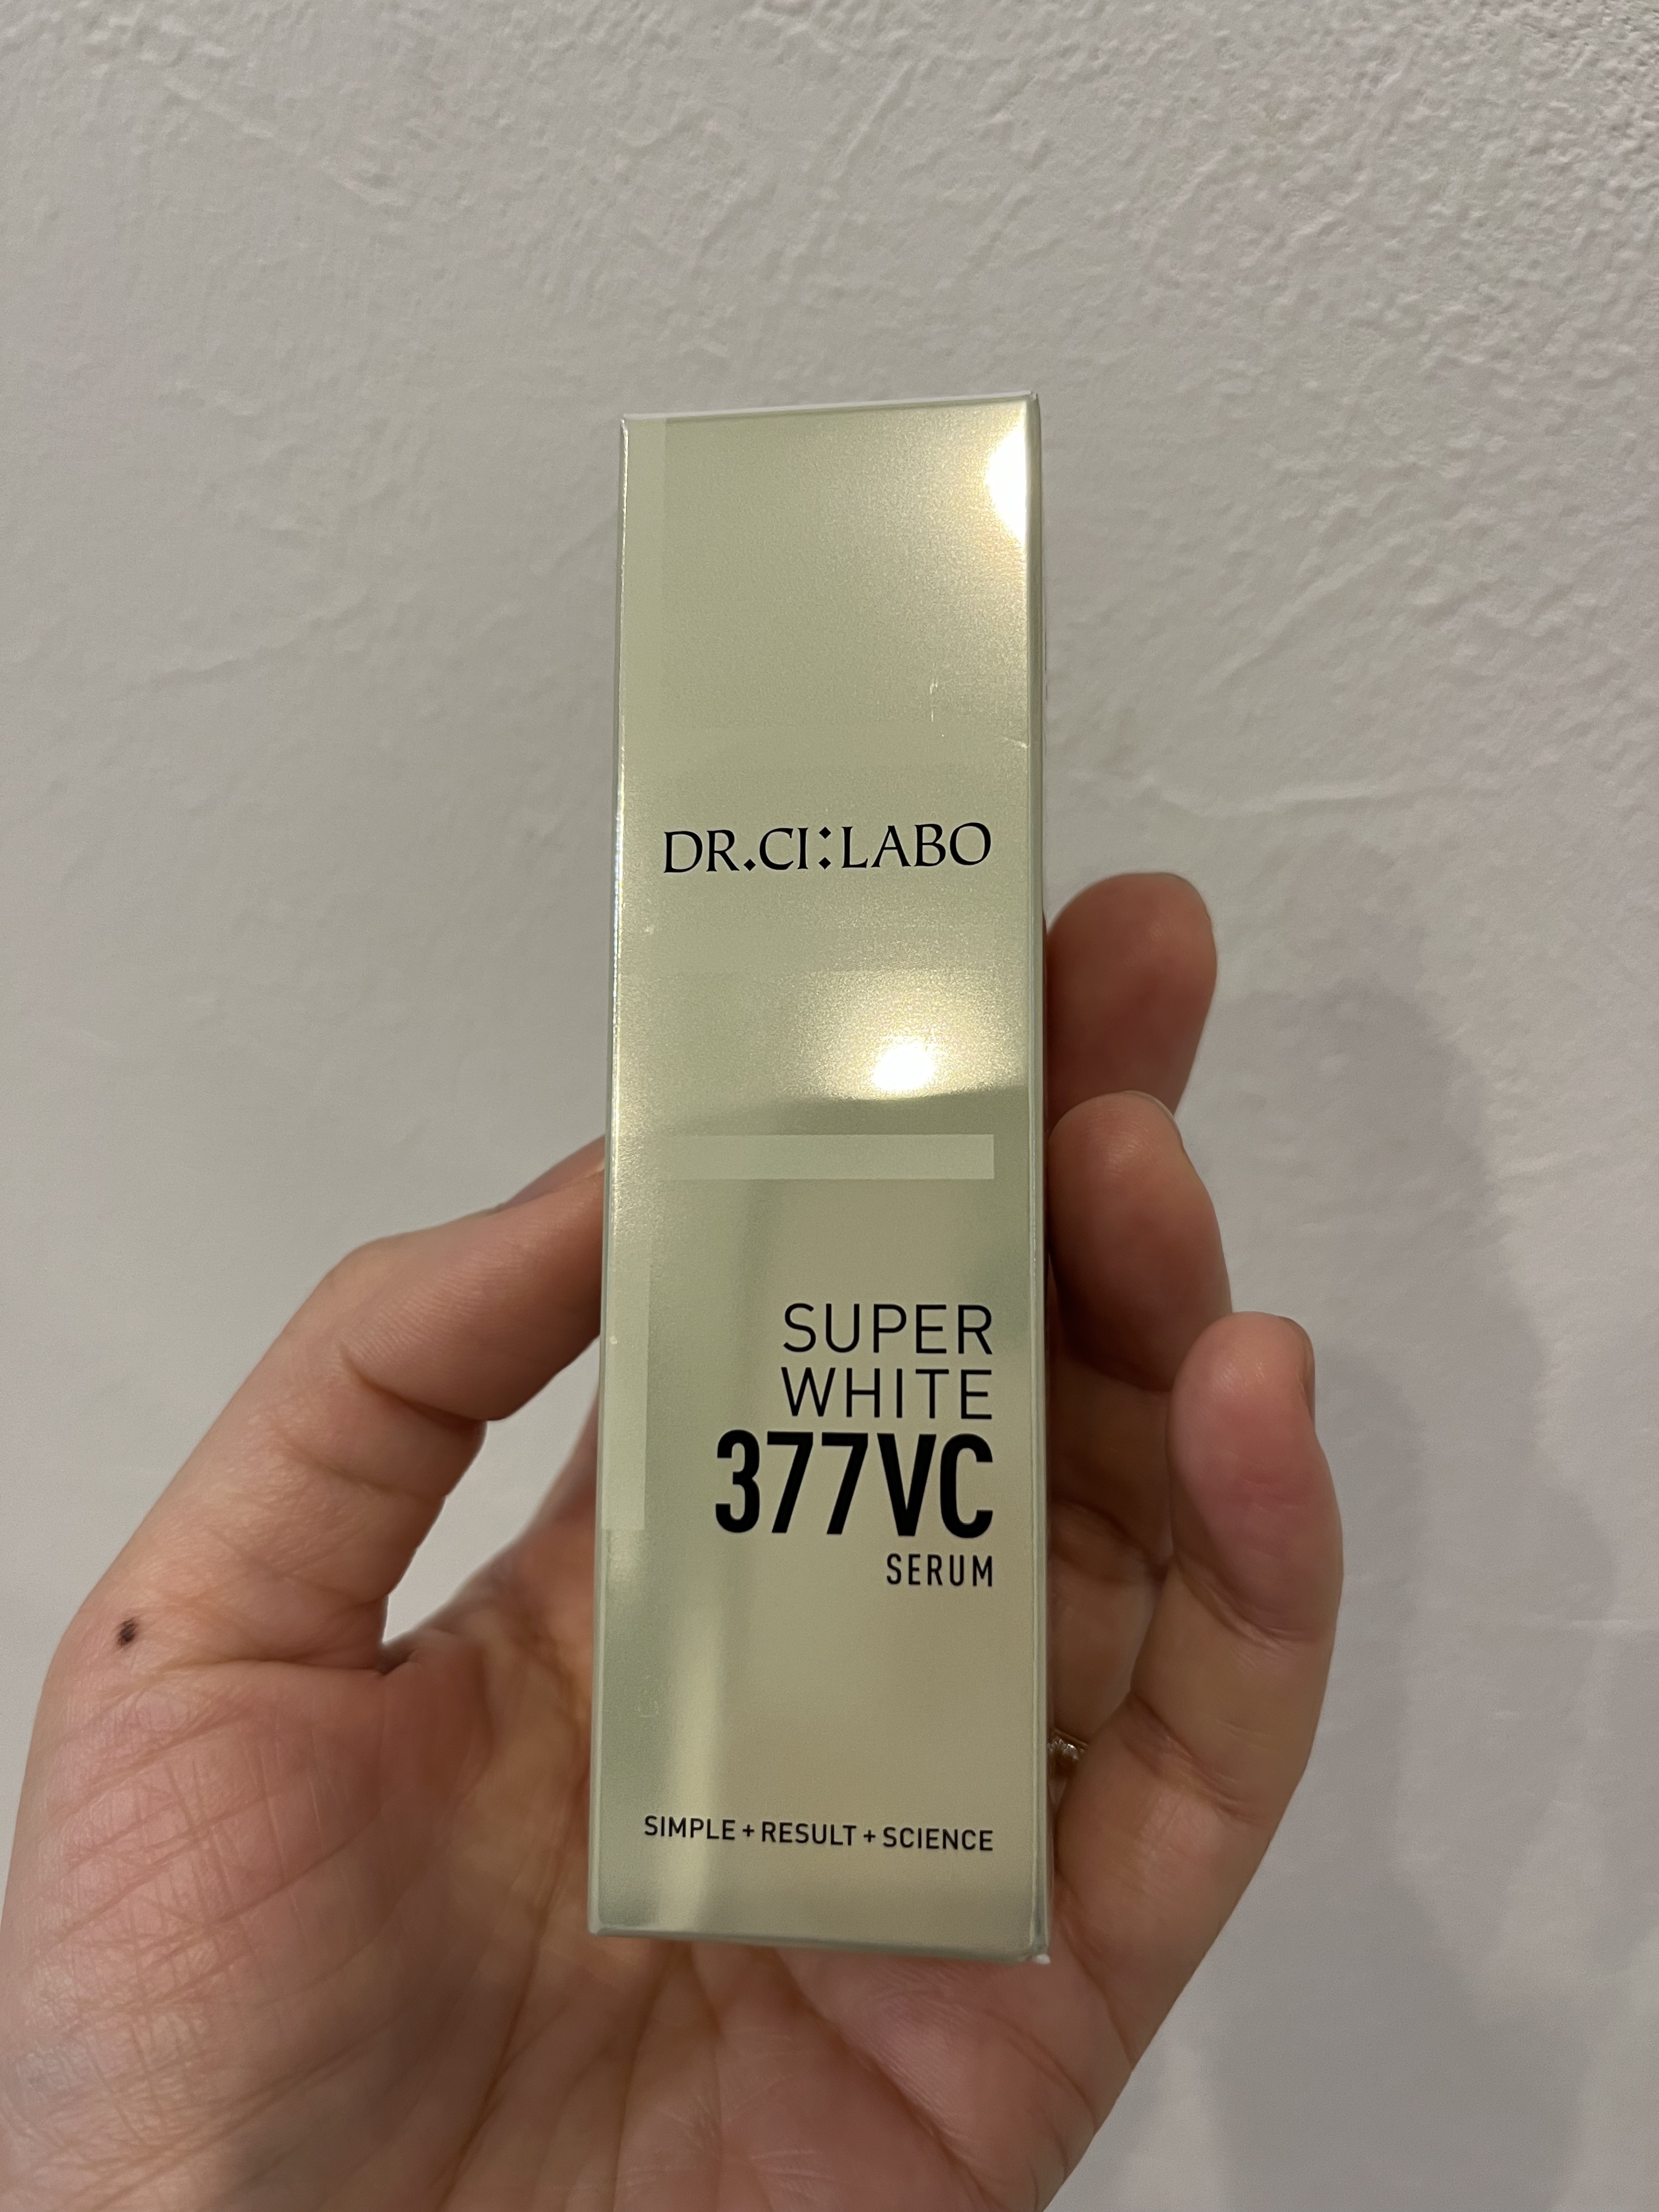 DR.CI:LABO
SUPER
WHITE
377VC
SERUM
SIMPLE+RESULT+SCIENCE